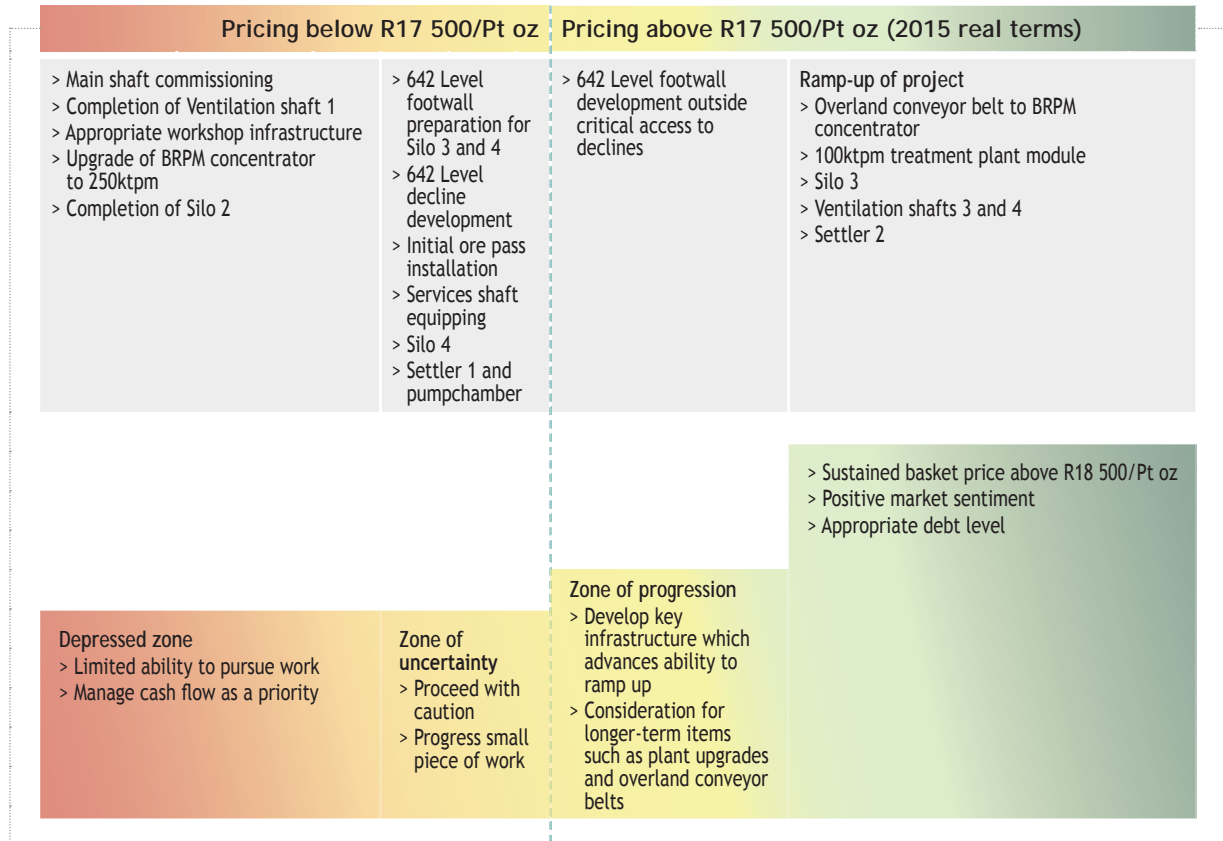 Pricing below R17 500/Pt oz
Pricing above R17 500/Pt oz (2015 real terms)
> Main shaft commissioning
> Completion of Ventilation shaft 1
> Appropriate workshop infrastructure
> Upgrade of BRPM concentrator
to 250ktpm
> Completion of Silo 2
> 642 Level
footwall
preparation for
Silo 3 and 4
> 642 Level
decline
development
> Initial ore pass
installation
> Services shaft
equipping
> Silo 4
> Settler 1 and
pumpchamber
> 642 Level footwall
development outside
critical access to
declines
Ramp-up of project
> Overland conveyor belt to BRPM
concentrator
> 100ktpm treatment plant module
> Silo 3
> Ventilation shafts 3 and 4
> Settler 2
Depressed zone
> Limited ability to pursue work
> Manage cash flow as a priority
Zone of
uncertainty
> Proceed with
caution
> Progress small
piece of work
Zone of progression
> Develop key
infrastructure which
advances ability to
ramp up
> Consideration for
longer-term items
such as plant upgrades
and overland conveyor
belts
> Sustained basket price above R18 500/Pt oz
> Positive market sentiment
> Appropriate debt level